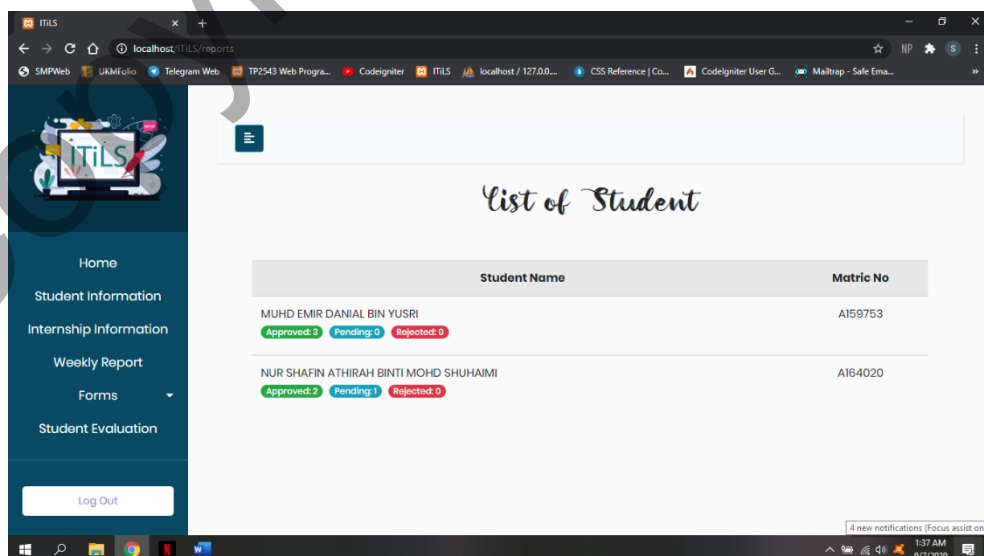 ITiLS
localhost/ITiLS/reports
NP
S
SMPWeb UKMFolio Telegram Web TP2543 Web Progra... Codeigniter ITiLS localhost / 127.0.0.... CSS Reference | Co... CodeIgniter User G... Mailtrap - Safe Ema...
ITiLS
List of Student
Home
Student Information
Internship Information
Weekly Report
Forms
Student Evaluation
Log Out
Student Name Matric No
MUHD EMIR DANIAL BIN YUSRI A159753
Approved: 3 Pending: 0 Rejected: 0
NUR SHAFIN ATHIRAH BINTI MOHD SHUHAIMI A164020
Approved: 2 Pending: 1 Rejected: 0
4 new notifications (Focus assist on
1:37 AM
9/7/2020